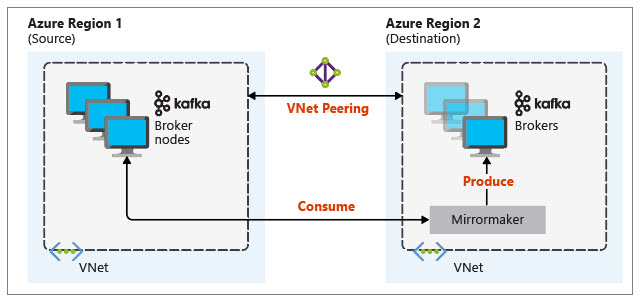 Azure Region 1
(Source)
Azure Region 2
(Destination)
kafka
Broker
nodes
VNet Peering
kafka
Brokers
Produce
Consume
Mirrormaker
VNet
VNet